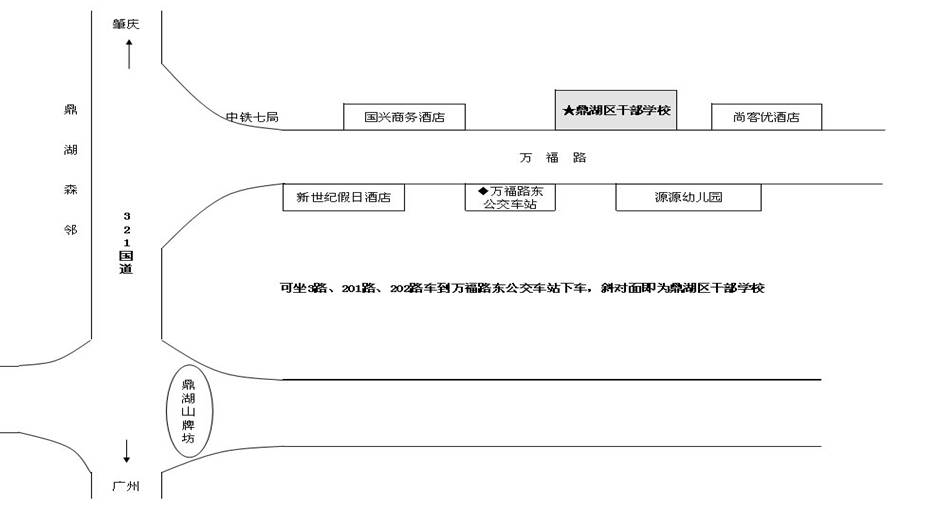 肇庆
鼎湖森邻
中铁七局
国兴商务酒店
★鼎湖区干部学校
尚客优酒店
万福路
新世纪假日酒店
◆万福路东
公交车站
源源幼儿园
321国道
可坐3路、201路、202路车到万福路东公交车站下车，斜对面即为鼎湖区干部学校
鼎湖山牌坊
广州